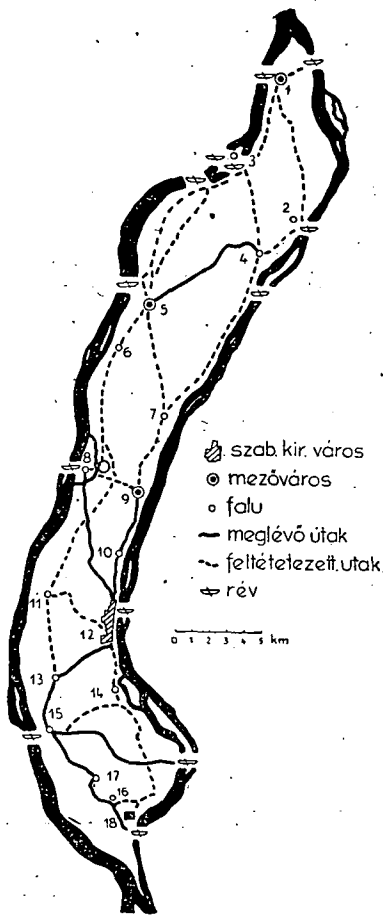 1
3
2
4
5
6
7
8
9
10
11
12
13
14
15
17
16
18
szab. kir. város
mezőváros
falu
meglévő útak
feltételezett. utak
rév
0 1 2 3 4 5 km